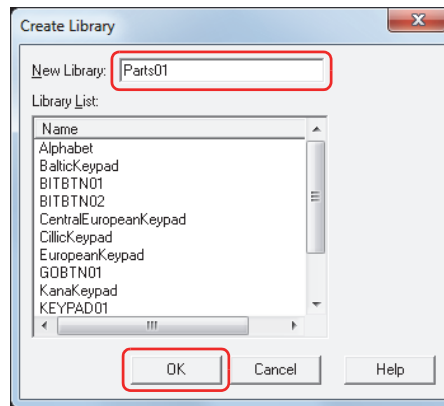 Create Library
New Library: Parts01
Library List:
Name
Alphabet
BalticKeypad
BITBTN01
BITBTN02
CentralEuropeanKeypad
CillicKeypad
EuropeanKeypad
GOBTN01
KanaKeypad
KEYPAD01
OK Cancel Help